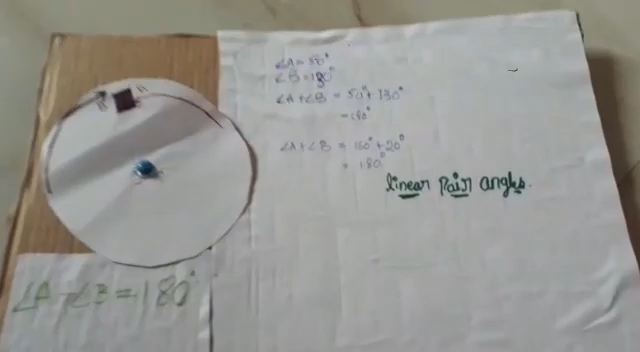 ∠A = 50°
∠B = 130°
∠A + ∠B = 50° + 130°
= 180°
∠A + ∠B = 160° + 20°
= 180°
linear Pair angles.
∠A + ∠B = 180°